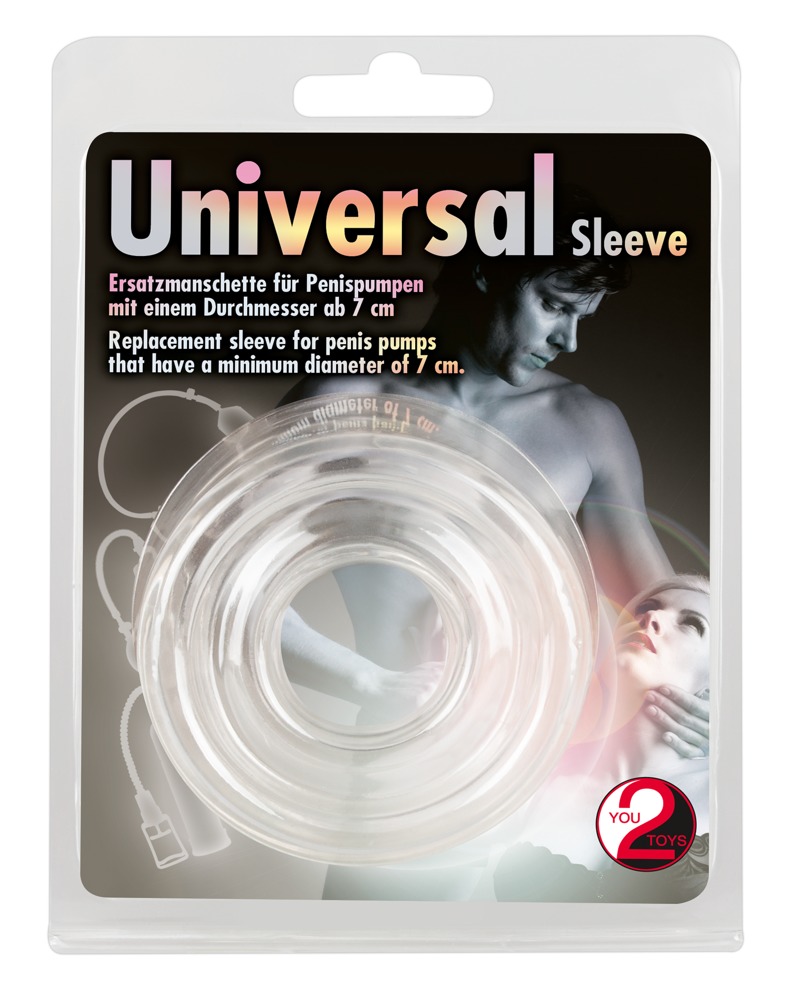 Universal Sleeve
Ersatzmanschette für Penispumpen
mit einem Durchmesser ab 7 cm
Replacement sleeve for penis pumps
that have a minimum diameter of 7 cm.
YOU
2
TOYS